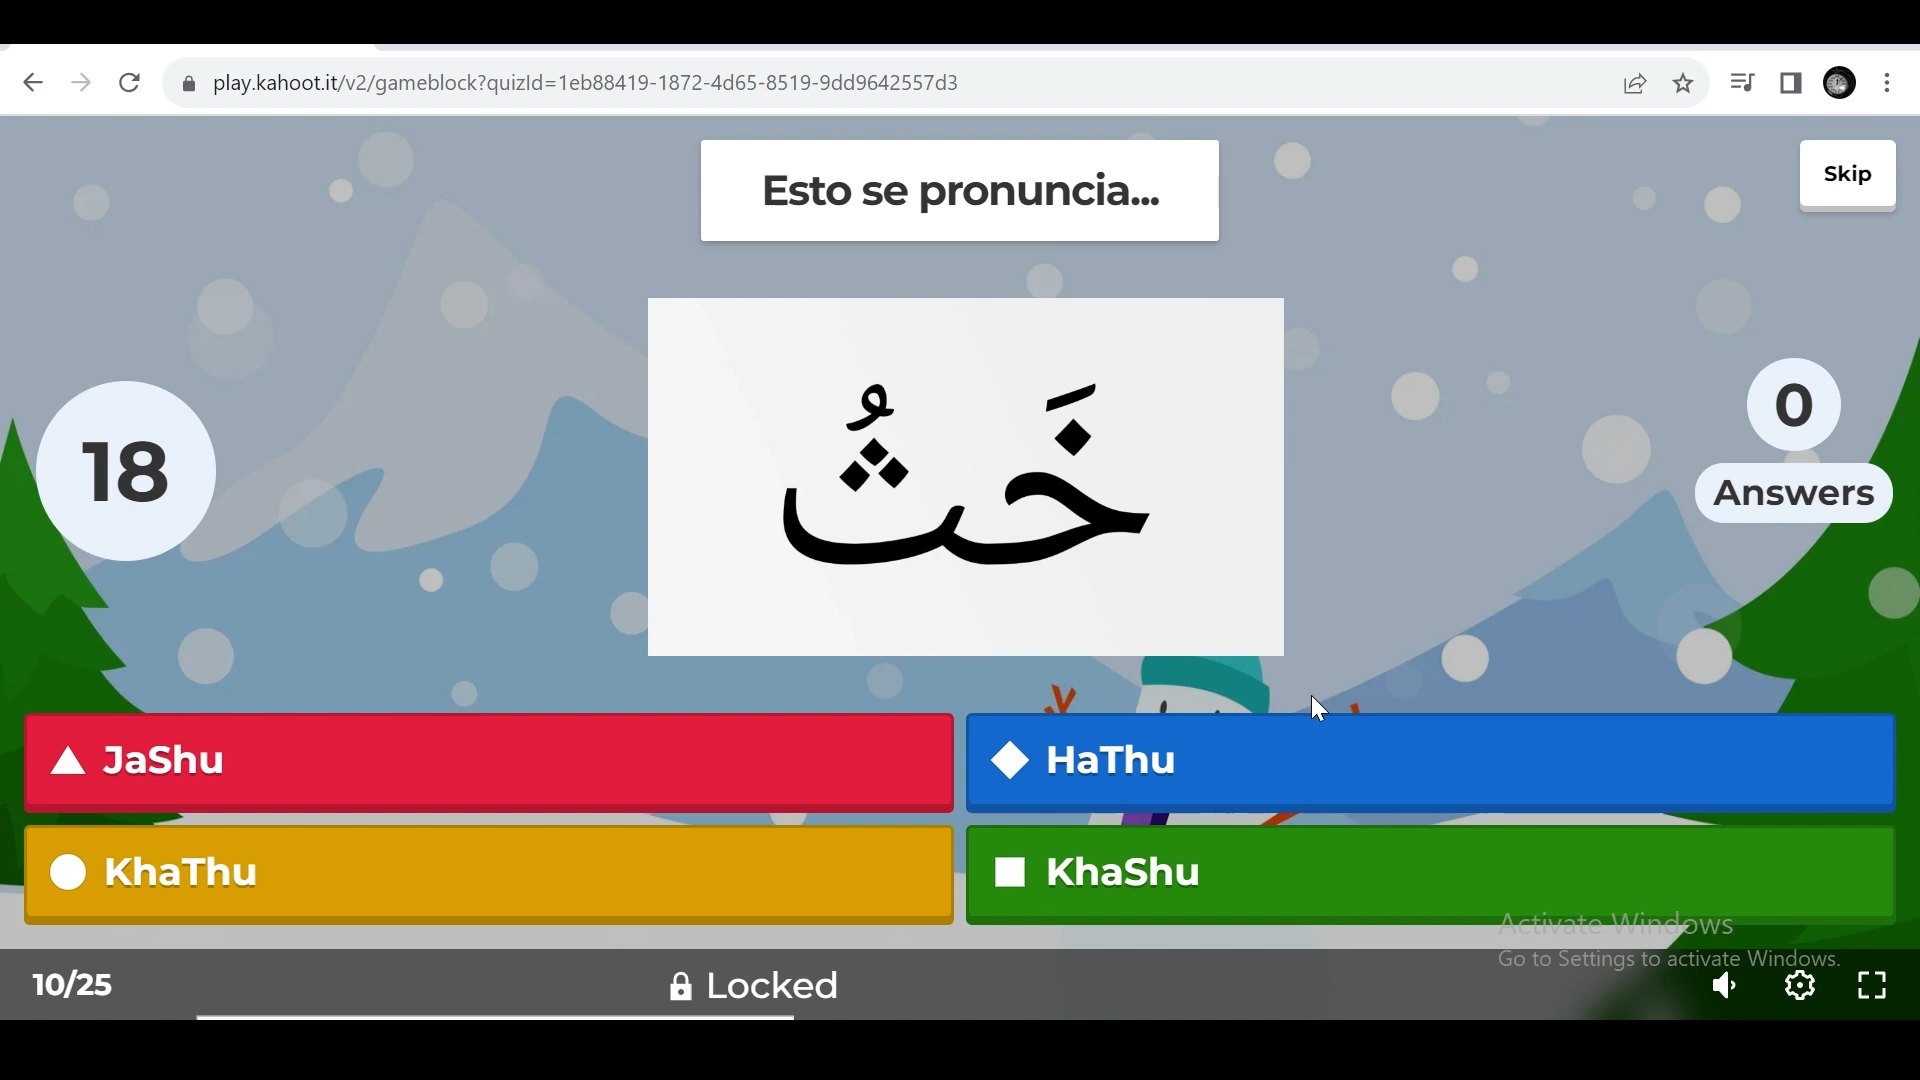 play.kahoot.it/v2/gameblock?quizId=1eb88419-1872-4d65-8519-9dd9642557d3
Esto se pronuncia...
Skip
خَثُ
18
0
Answers
JaShu
HaThu
KhaThu
KhaShu
Activate Windows
Go to Settings to activate Windows.
10/25
Locked